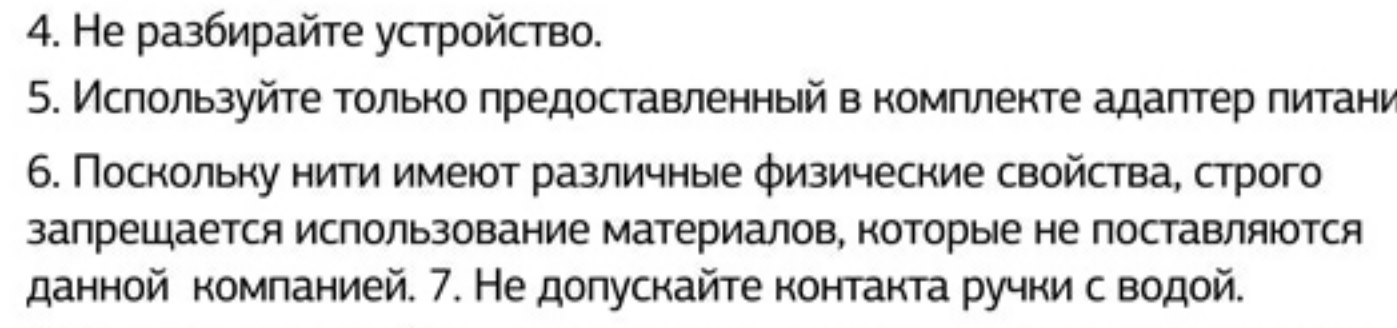 4. Не разбирайте устройство.
5. Используйте только предоставленный в комплекте адаптер питани
6. Поскольку нити имеют различные физические свойства, строго
запрещается использование материалов, которые не поставляются
данной компанией. 7. Не допускайте контакта ручки с водой.